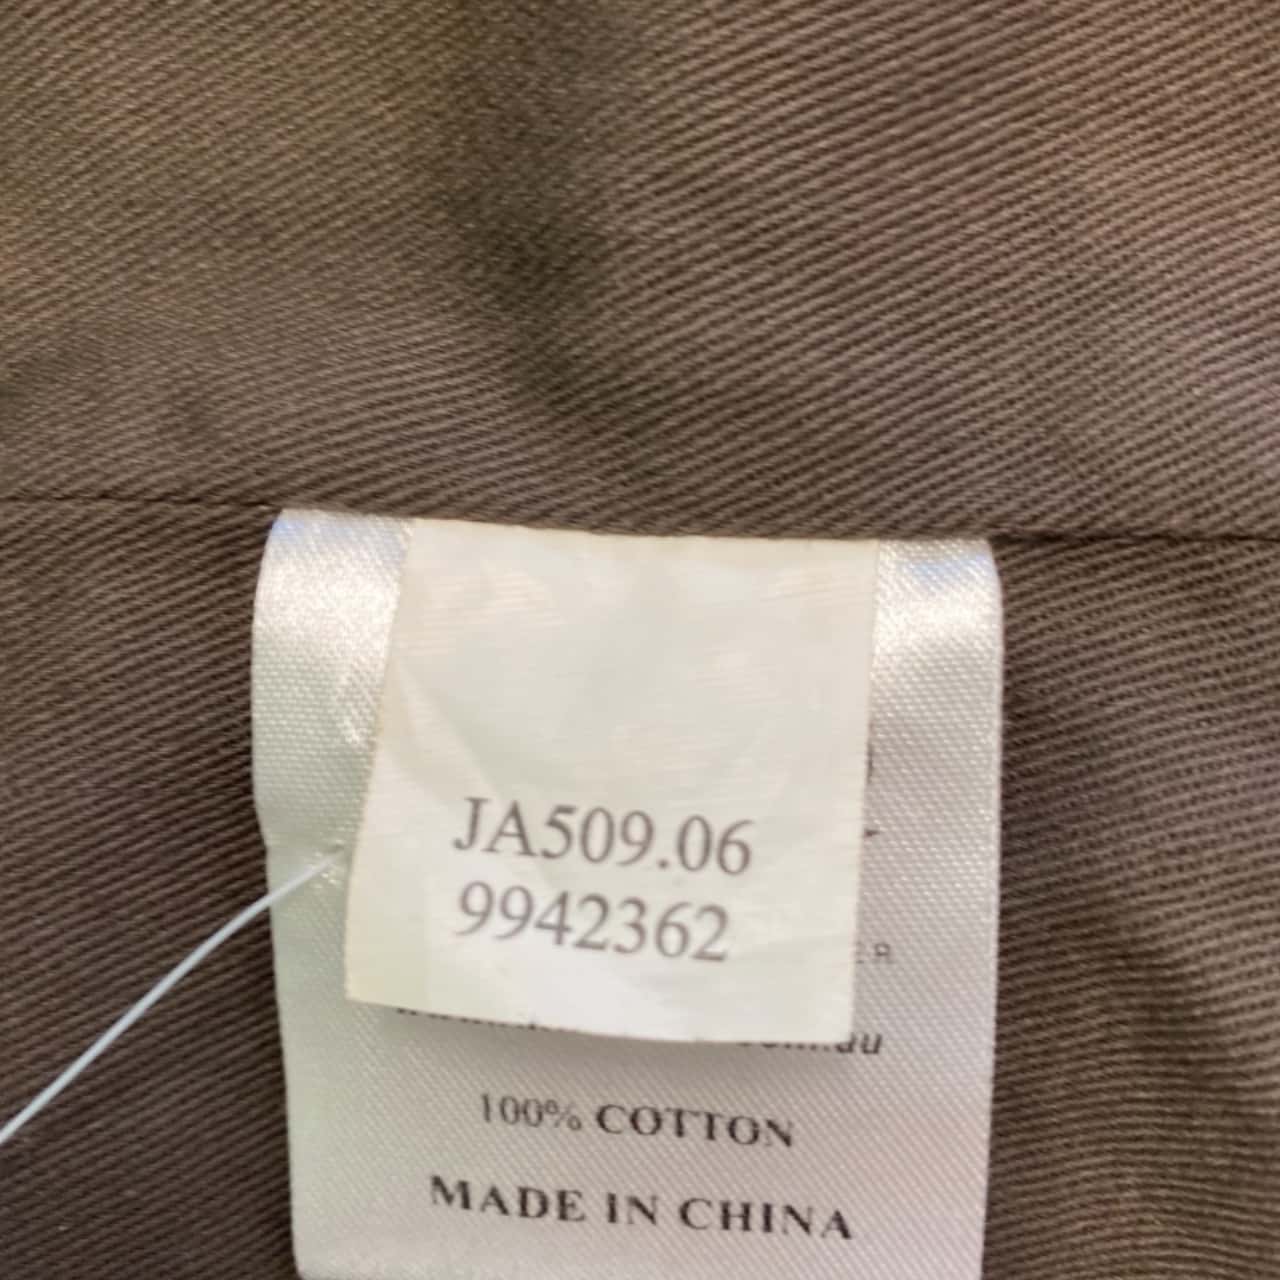 JA509.06
9942362
100% COTTON
MADE IN CHINA